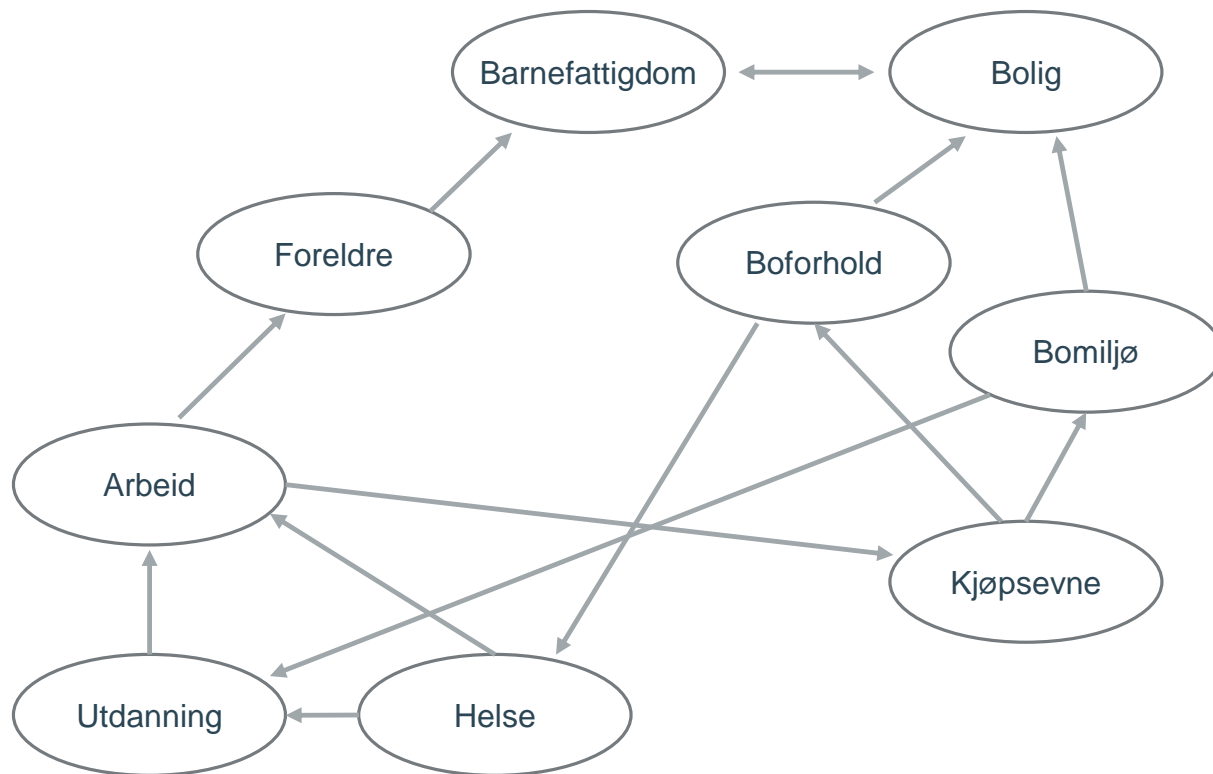 Barnefattigdom
Bolig
Foreldre
Boforhold
Bomiljø
Arbeid
Kjøpsevne
Utdanning
Helse